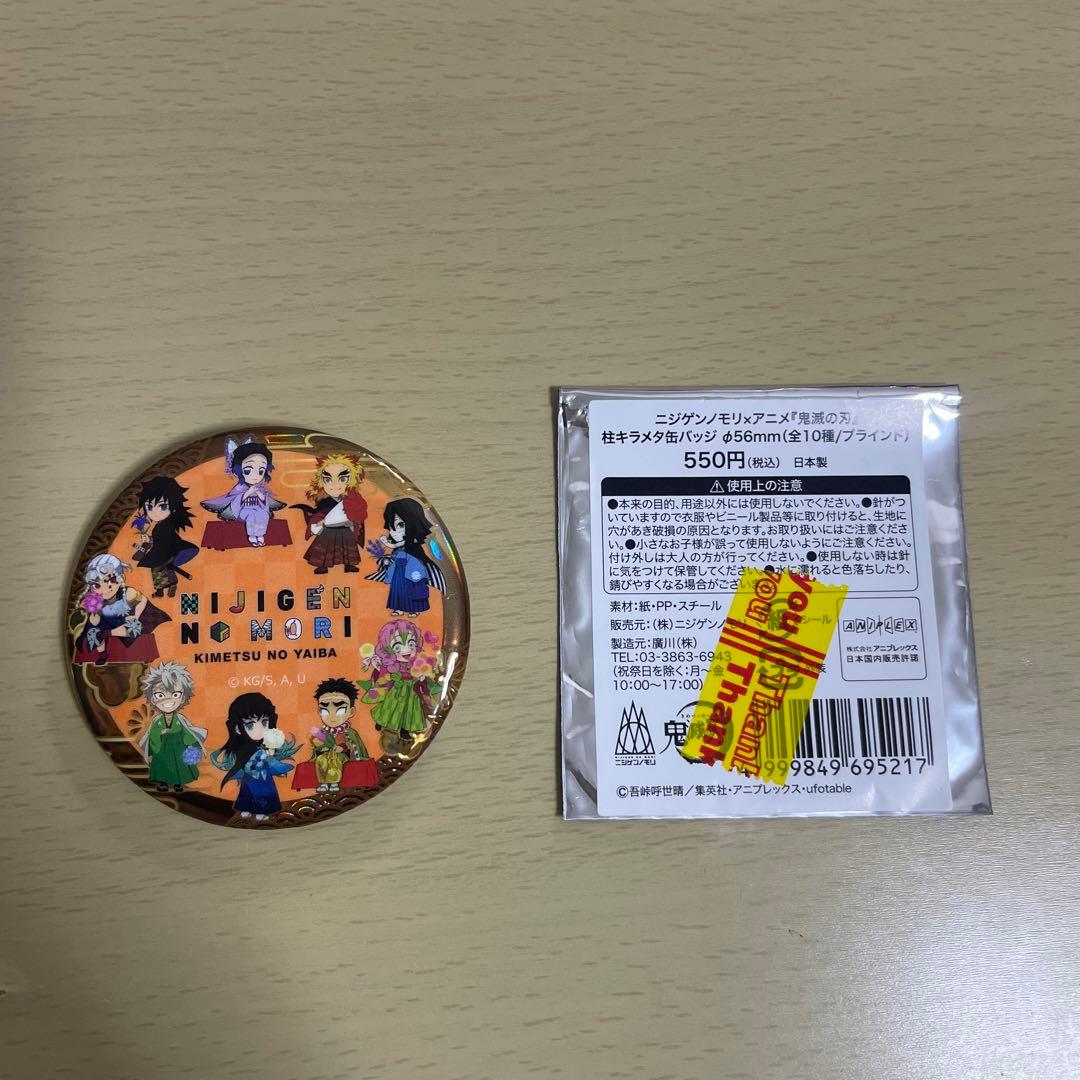 NIJIGEN
NO MORI
KIMETSU NO YAIBA
© KG/S, A, U
ニジゲンノモリ×アニメ『鬼滅の刃』
柱キラメタ缶バッジ φ56mm(全10種/ブラインド)
550円(税込) 日本製
⚠使用上の注意
●本来の目的、用途以外には使用しないでください。●針がつ
いていますので衣服やビニール製品等に取り付けると、生地に
穴があき破損の原因となります。お取り扱いにはご注意くださ
い。●小さなお子様が誤って使用しないようにご注意ください。
付け外しは大人の方が行ってください。●使用しない時は針
に気をつけて保管してください。●水に濡れると色落ちしたり、
錆びやすくなる場合がござい
素材:紙・PP・スチール
販売元:(株)ニジゲンノモリ
シール
製造元:廣川(株)
TEL:03-3863-6943
(祝祭日を除く:月〜金
10:00〜17:00)
ANIPLEX
株式会社 アニプレックス
日本国内販売許諾
You Thank
You Thank
ニジゲンノモリ
鬼滅
999849 695217
©吾峠呼世晴/集英社・アニプレックス・ufotable